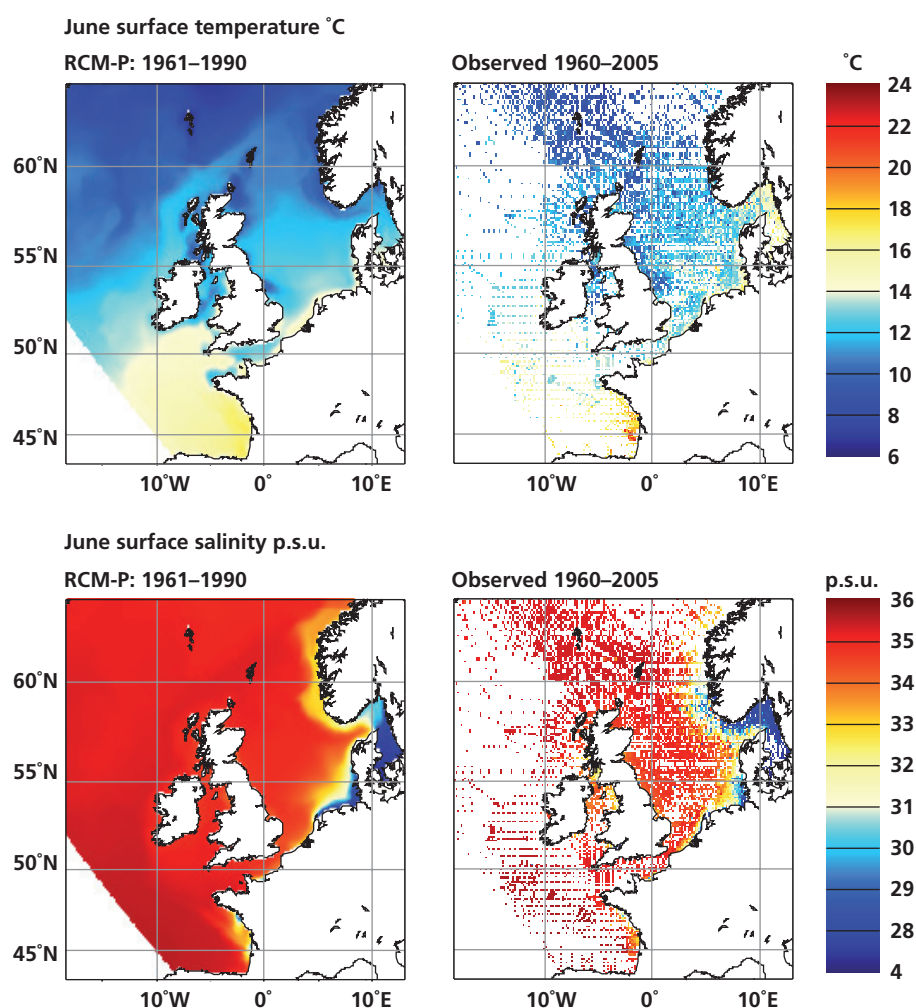 June surface temperature ˚C
RCM-P: 1961–1990
Observed 1960–2005
˚C
24
22
20
18
16
14
12
10
8
6
60˚N
55˚N
50˚N
45˚N
10˚W
0˚
10˚E
10˚W
0˚
10˚E
June surface salinity p.s.u.
RCM-P: 1961–1990
Observed 1960–2005
p.s.u.
36
35
34
33
32
31
30
29
28
4
60˚N
55˚N
50˚N
45˚N
10˚W
0˚
10˚E
10˚W
0˚
10˚E